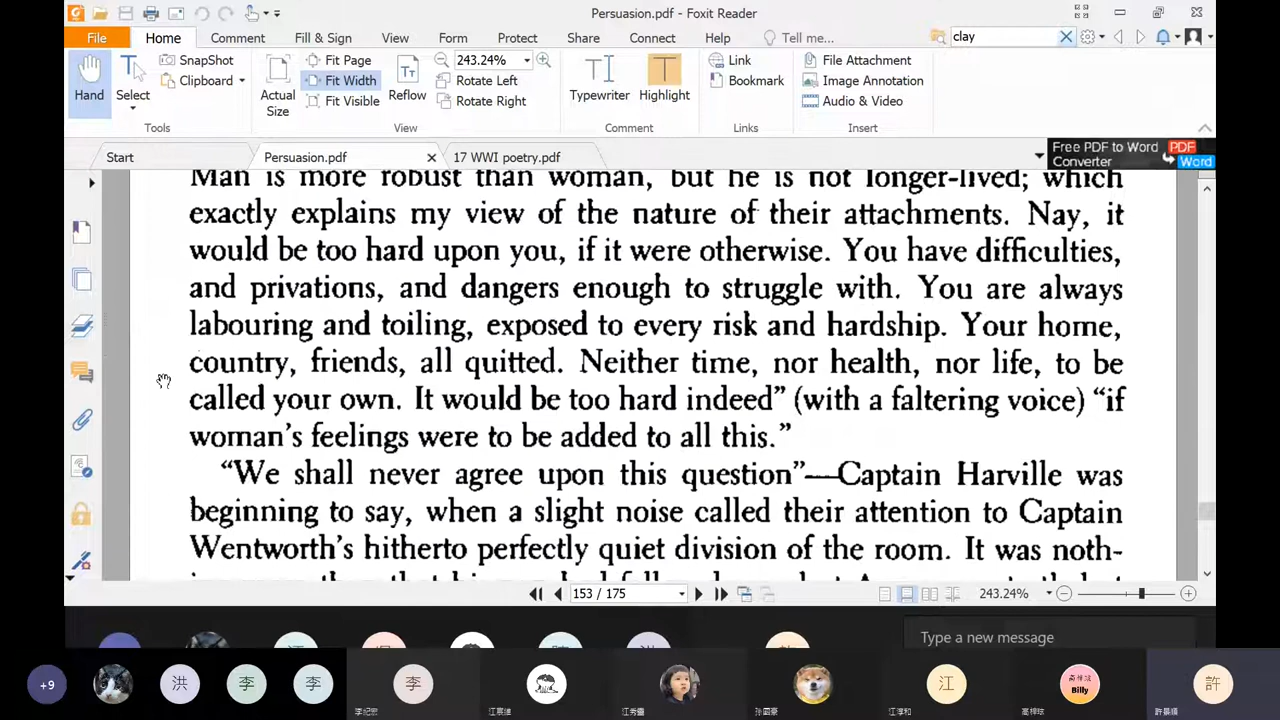 Persuasion.pdf - Foxit Reader
File Home Comment Fill & Sign View Form Protect Share Connect Help Tell me... clay
Hand
Select
SnapShot
Clipboard
Tools
Actual
Size
Fit Page
Fit Width
Fit Visible
Reflow
243.24%
Rotate Left
Rotate Right
View
Typewriter
Highlight
Comment
Link
Bookmark
Links
File Attachment
Image Annotation
Audio & Video
Insert
Start Persuasion.pdf 17 WWI poetry.pdf
Free PDF to Word
Converter
PDF
Word
Man is more robust than woman, but he is not longer-lived; which
exactly explains my view of the nature of their attachments. Nay, it
would be too hard upon you, if it were otherwise. You have difficulties,
and privations, and dangers enough to struggle with. You are always
labouring and toiling, exposed to every risk and hardship. Your home,
country, friends, all quitted. Neither time, nor health, nor life, to be
called your own. It would be too hard indeed” (with a faltering voice) “if
woman’s feelings were to be added to all this.”
“We shall never agree upon this question”—Captain Harville was
beginning to say, when a slight noise called their attention to Captain
Wentworth’s hitherto perfectly quiet division of the room. It was noth-
153 / 175
243.24%
Type a new message
+9 洪 李 李 李 江 高梓珆 Billy 許
李記宏